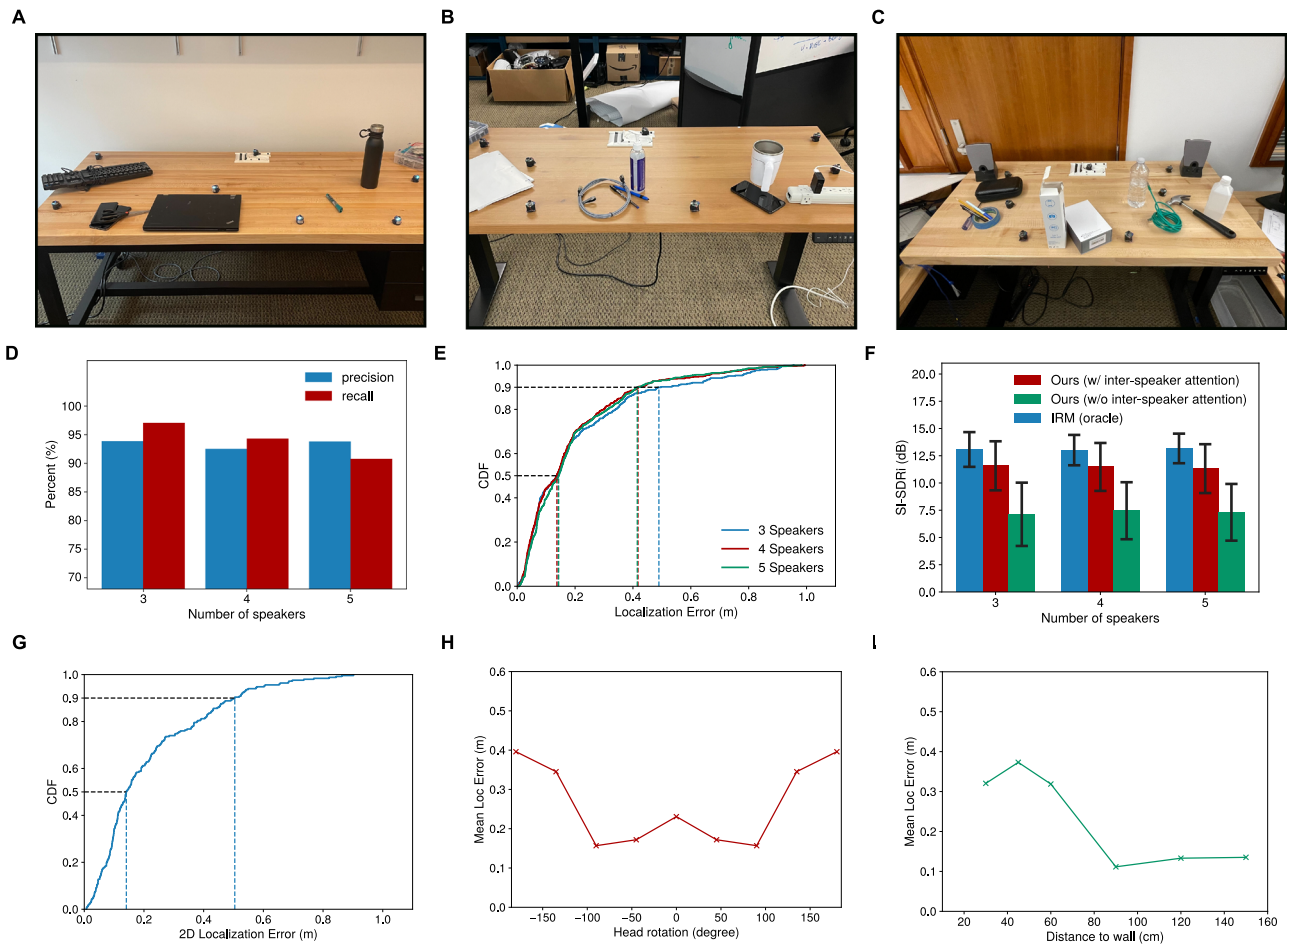 A
B
C
D
precision
recall
100
95
90
85
80
75
70
Percent (%)
3
4
5
Number of speakers
E
1.0
0.9
0.8
0.7
0.5
0.4
0.2
0.0
CDF
3 Speakers
4 Speakers
5 Speakers
0.0
0.2
0.4
0.6
0.8
1.0
Localization Error (m)
F
20.0
17.5
15.0
12.5
10.0
7.5
5.0
2.5
0.0
SI-SDRi (dB)
Ours (w/ inter-speaker attention)
Ours (w/o inter-speaker attention)
IRM (oracle)
3
4
5
Number of speakers
G
1.0
0.9
0.8
0.6
0.5
0.4
0.2
0.0
CDF
0.0
0.2
0.4
0.6
0.8
1.0
2D Localization Error (m)
H
0.6
0.5
0.4
0.3
0.2
0.1
0.0
Mean Loc Error (m)
−150
−100
−50
0
50
100
150
Head rotation (degree)
I.
0.6
0.5
0.4
0.3
0.2
0.1
0.0
Mean Loc Error (m)
20
40
60
80
100
120
140
160
Distance to wall (cm)